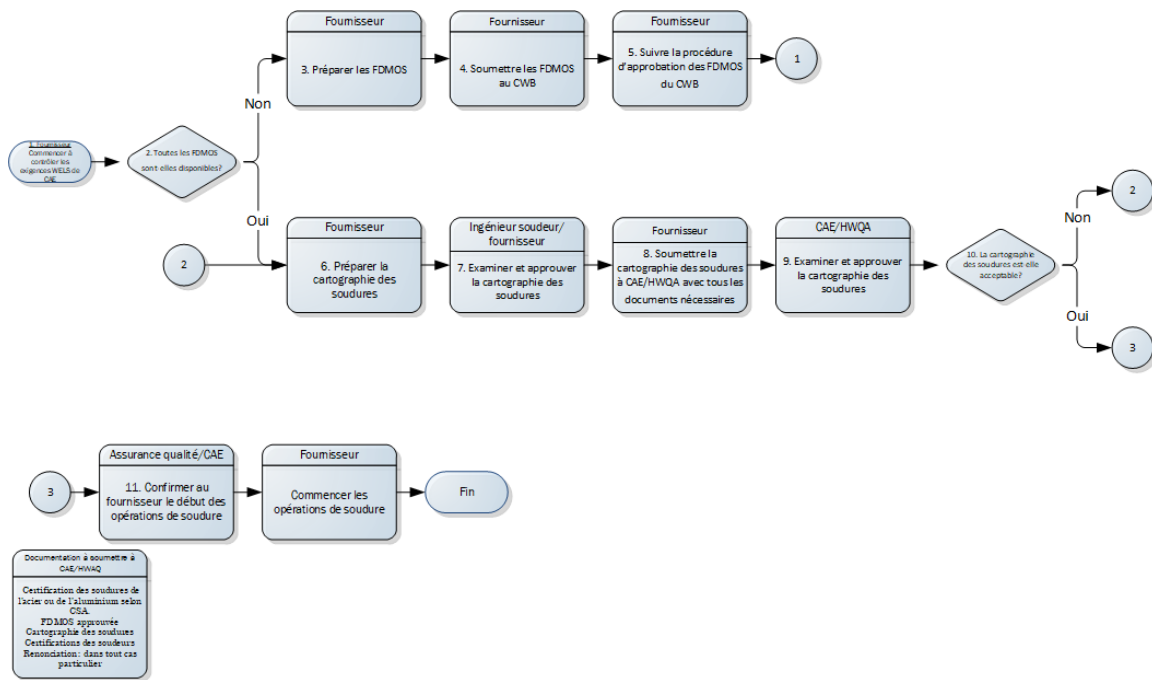 Fournisseur
3. Préparer les FDMOS
Fournisseur
4. Soumettre les FDMOS
au CWB
Fournisseur
5. Suivre la procédure
d'approbation des FDMOS
du CWB
1
Non
1. Fournisseur
Commencer à
contrôler les
exigences WELS de
CAE
2. Toutes les FDMOS
sont elles disponibles?
Oui
2
Fournisseur
6. Préparer la
cartographie des
soudures
Ingénieur soudeur/
fournisseur
7. Examiner et approuver
la cartographie des
soudures
Fournisseur
8. Soumettre la
cartographie des soudures
à CAE/HWQA avec tous les
documents nécessaires
CAE/HWQA
9. Examiner et approuver
la cartographie des
soudures
10. La cartographie
des soudures est elle
acceptable?
Non
2
Oui
3
3
Assurance qualité/CAE
11. Confirmer au
fournisseur le début des
opérations de soudure
Fournisseur
Commencer les
opérations de soudure
Fin
Documentation à soumettre à
CAE/HWAQ
Certification des soudures de
l'acier ou de l'aluminium selon
CSA.
FDMOS approuvée
Cartographie des soudures
Certifications des soudeurs
Renonciation: dans tout cas
particulier